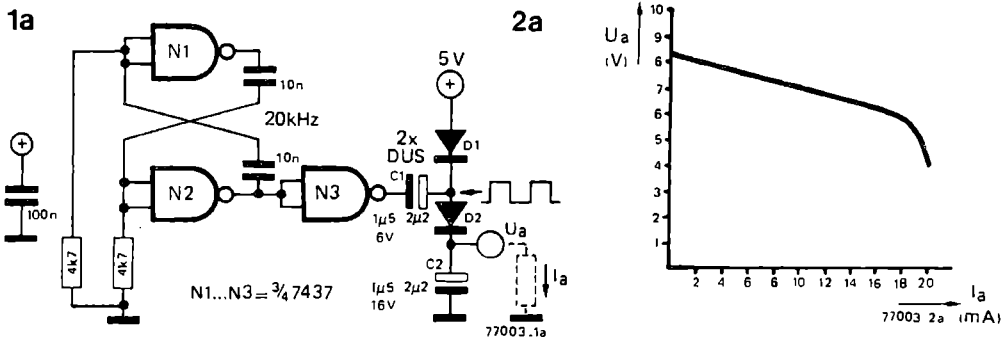 1a
N1
10n
20kHz
10n
N2
N3
+
100n
4k7
4k7
N1...N3 = ¾ 7437
2a
5V
+
D1
2x
DUS
C1
1µ5 2µ2
6V
D2
Ua
C2
1µ5 2µ2
16V
Ia
77003.1a
Ua
(V)
10
9
6
7
6
5
4
3
2
1
2 4 6 8 10 12 14 16 18 20
Ia
(mA)
77003 2a